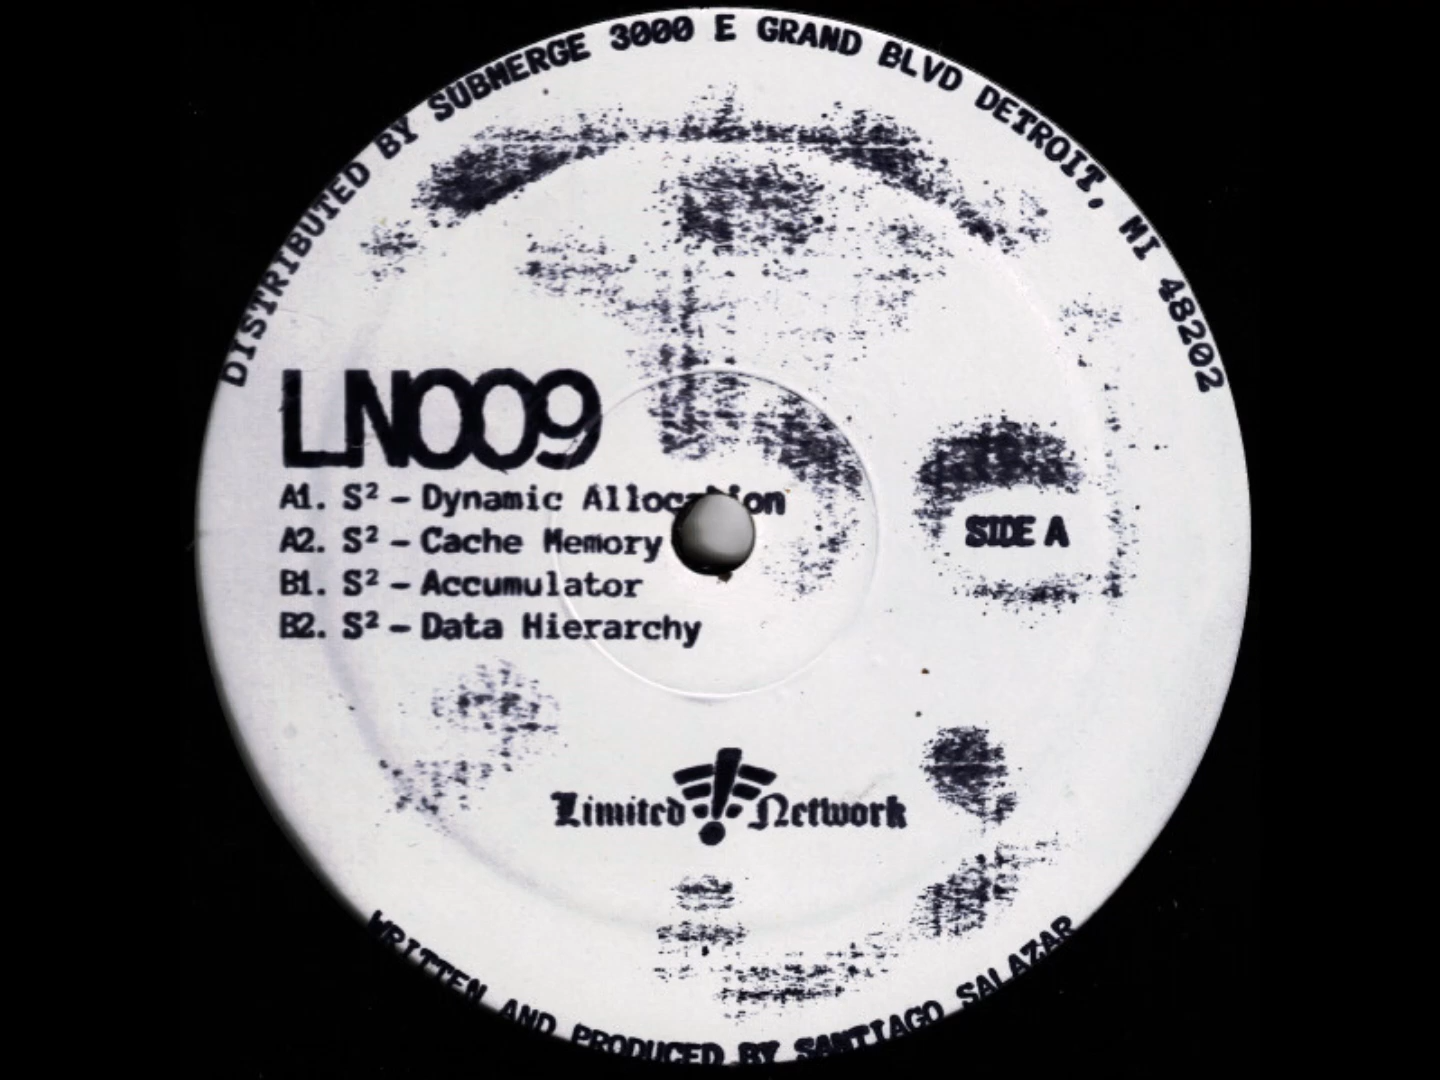 DISTRIBUTED BY SUBMERGE 3000 E GRAND BLVD DETROIT, MI 48202
LN009
A1. S² - Dynamic Allocation
A2. S² - Cache Memory
B1. S² - Accumulator
B2. S² - Data Hierarchy
SIDE A
Limited Network
WRITTEN AND PRODUCED BY SANTIAGO SALAZAR